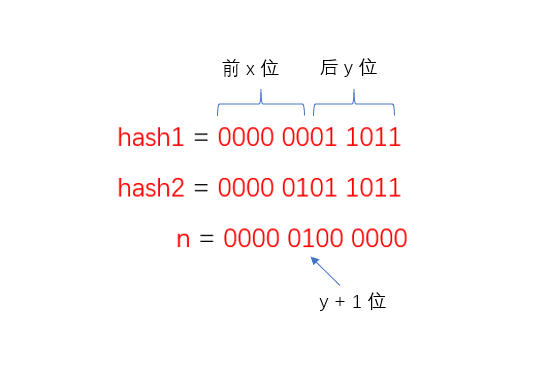 前 x 位 后 y 位
hash1 = 0000 0001 1011
hash2 = 0000 0101 1011
n = 0000 0100 0000
y + 1 位